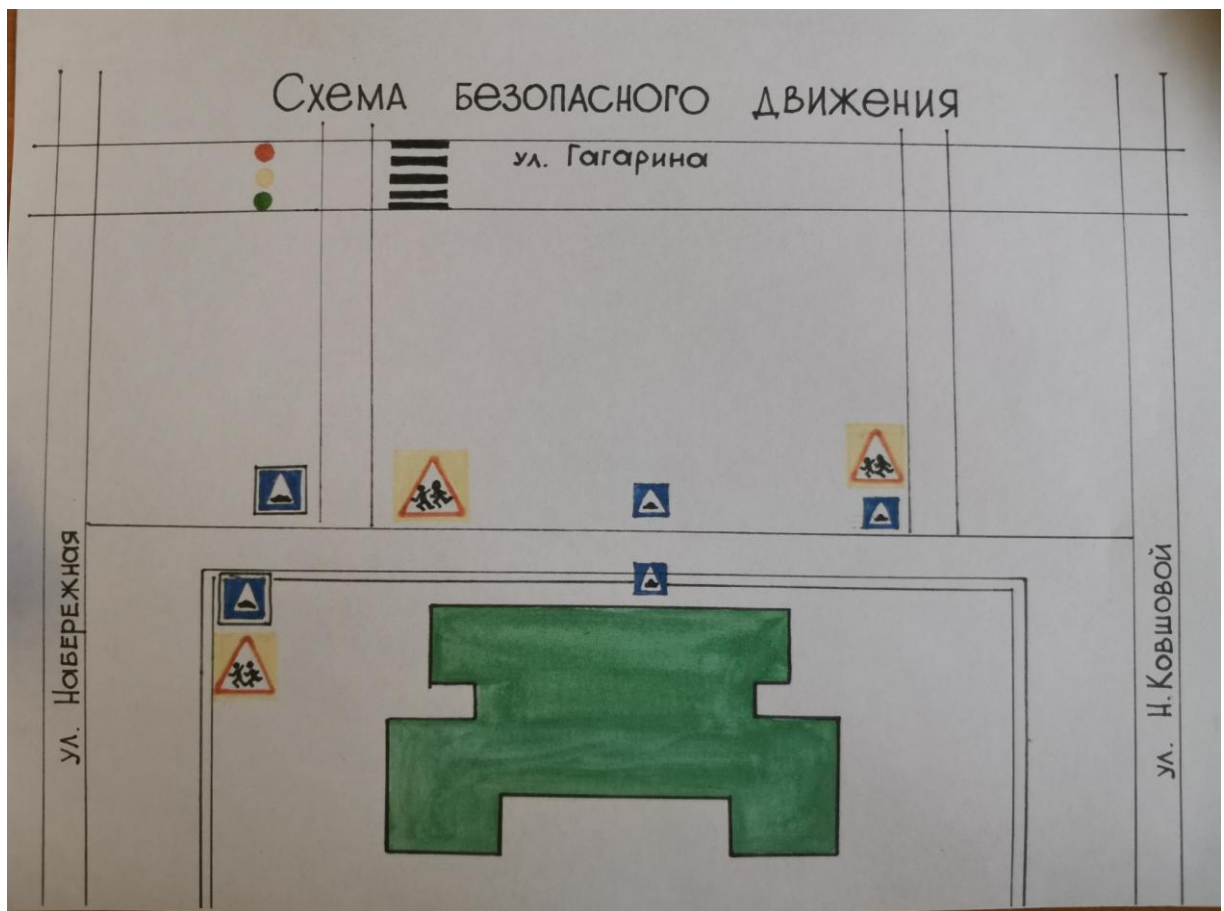 Схема безопасного движения
ул. Гагарина
ул. Набережная
ул. Н. Ковшовой